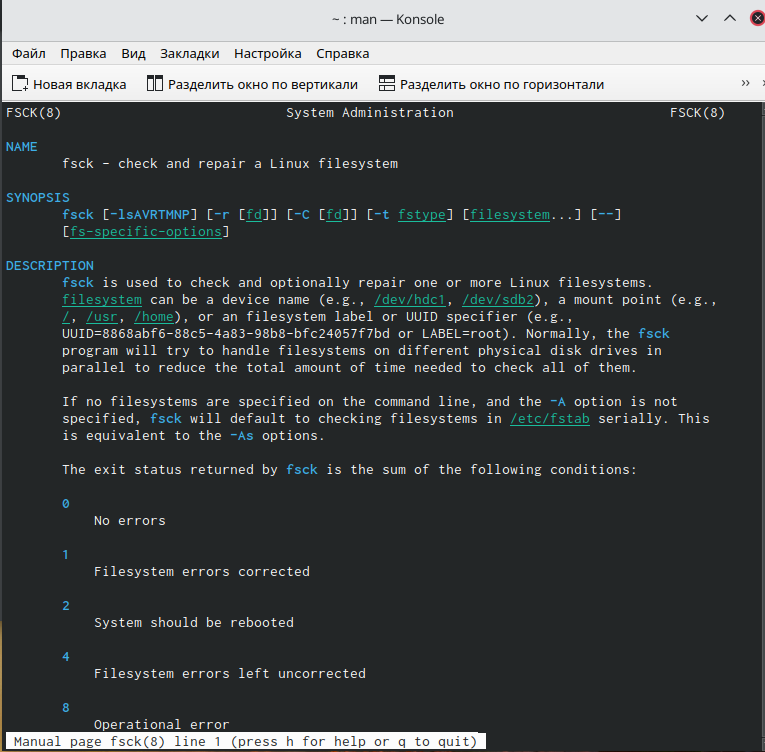 ~ : man — Konsole
Файл Правка Вид Закладки Настройка Справка
Новая вкладка Разделить окно по вертикали Разделить окно по горизонтали
FSCK(8) System Administration FSCK(8)
NAME
fsck - check and repair a Linux filesystem
SYNOPSIS
fsck [-lsAVRTMNP] [-r [fd]] [-C [fd]] [-t fstype] [filesystem...] [--]
[fs-specific-options]
DESCRIPTION
fsck is used to check and optionally repair one or more Linux filesystems.
filesystem can be a device name (e.g., /dev/hdc1, /dev/sdb2), a mount point (e.g.,
/, /usr, /home), or an filesystem label or UUID specifier (e.g.,
UUID=8868abf6-88c5-4a83-98b8-bfc24057f7bd or LABEL=root). Normally, the fsck
program will try to handle filesystems on different physical disk drives in
parallel to reduce the total amount of time needed to check all of them.
If no filesystems are specified on the command line, and the -A option is not
specified, fsck will default to checking filesystems in /etc/fstab serially. This
is equivalent to the -As options.
The exit status returned by fsck is the sum of the following conditions:
0
No errors
1
Filesystem errors corrected
2
System should be rebooted
4
Filesystem errors left uncorrected
8
Operational error
Manual page fsck(8) line 1 (press h for help or q to quit)